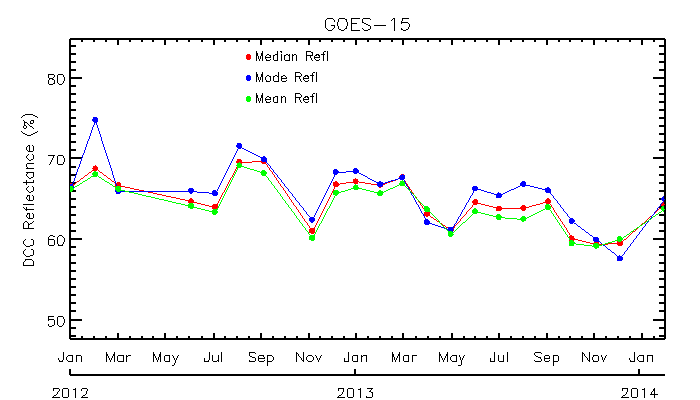 GOES-15
Median Refl
Mode Refl
Mean Refl
DCC Reflectance (%)
80
70
60
50
Jan Mar May Jul Sep Nov Jan Mar May Jul Sep Nov Jan
2012 2013 2014